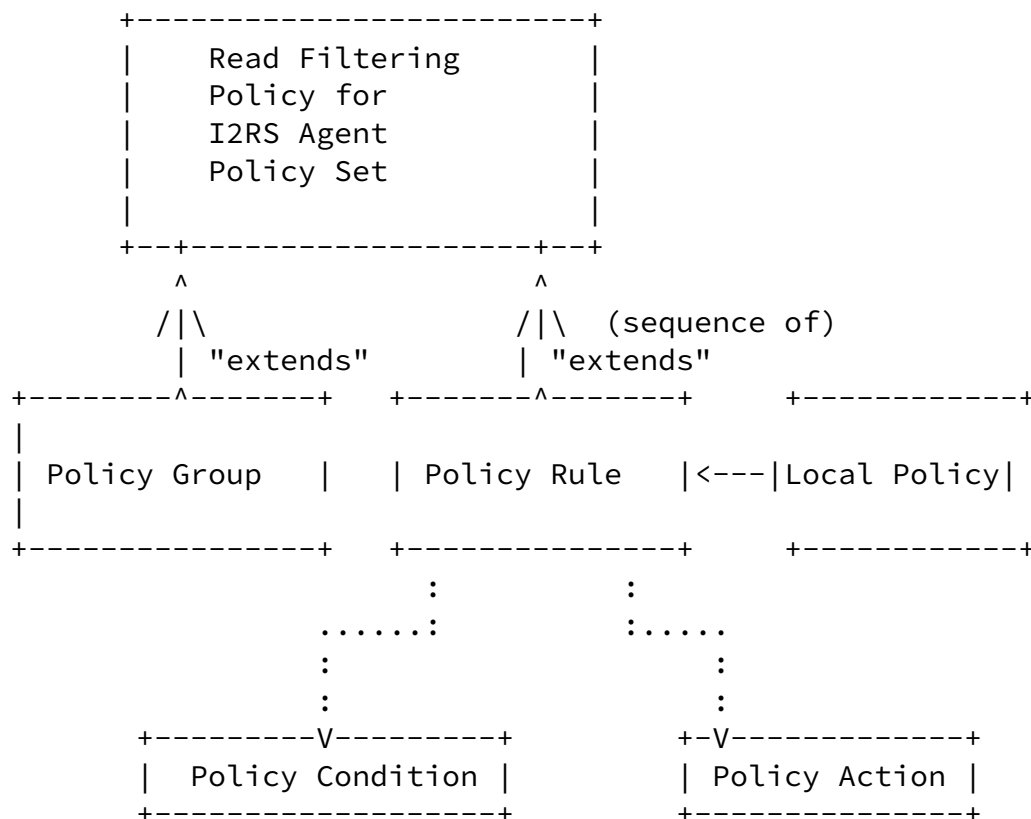 Read Filtering
Policy for
I2RS Agent
Policy Set
(sequence of)
"extends" "extends"
Policy Group Policy Rule Local Policy
Policy Condition Policy Action